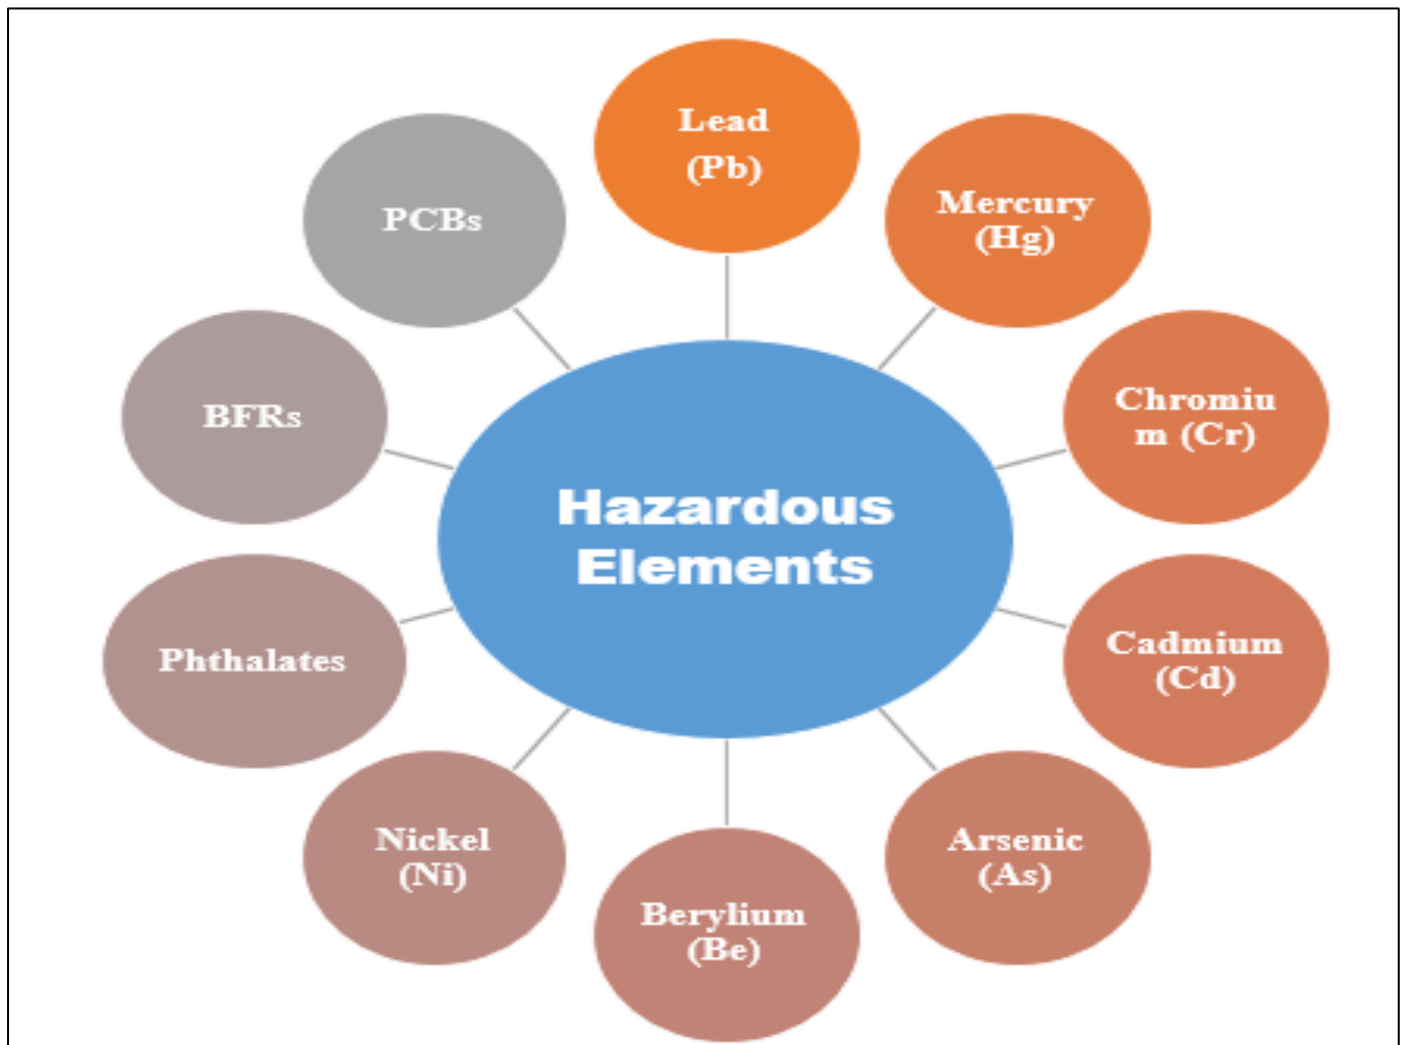 Lead
(Pb)
Mercury
(Hg)
Chromiu
m (Cr)
Cadmium
(Cd)
Arsenic
(As)
Berylium
(Be)
Nickel
(Ni)
Phthalates
BFRs
PCBs
Hazardous
Elements